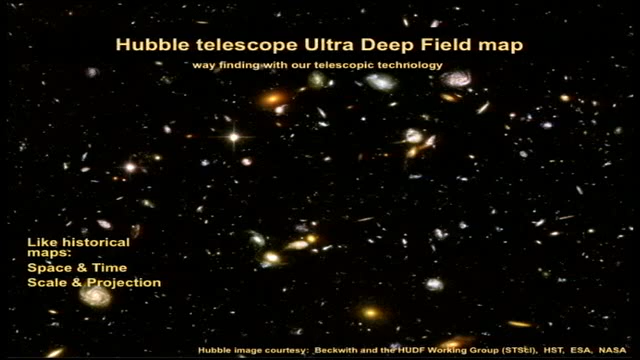 Hubble telescope Ultra Deep Field map
way finding with our telescopic technology
Like historical
maps:
Space & Time
Scale & Projection
Hubble image courtesy: Beckwith and the HUDF Working Group (STScI), HST, ESA, NASA